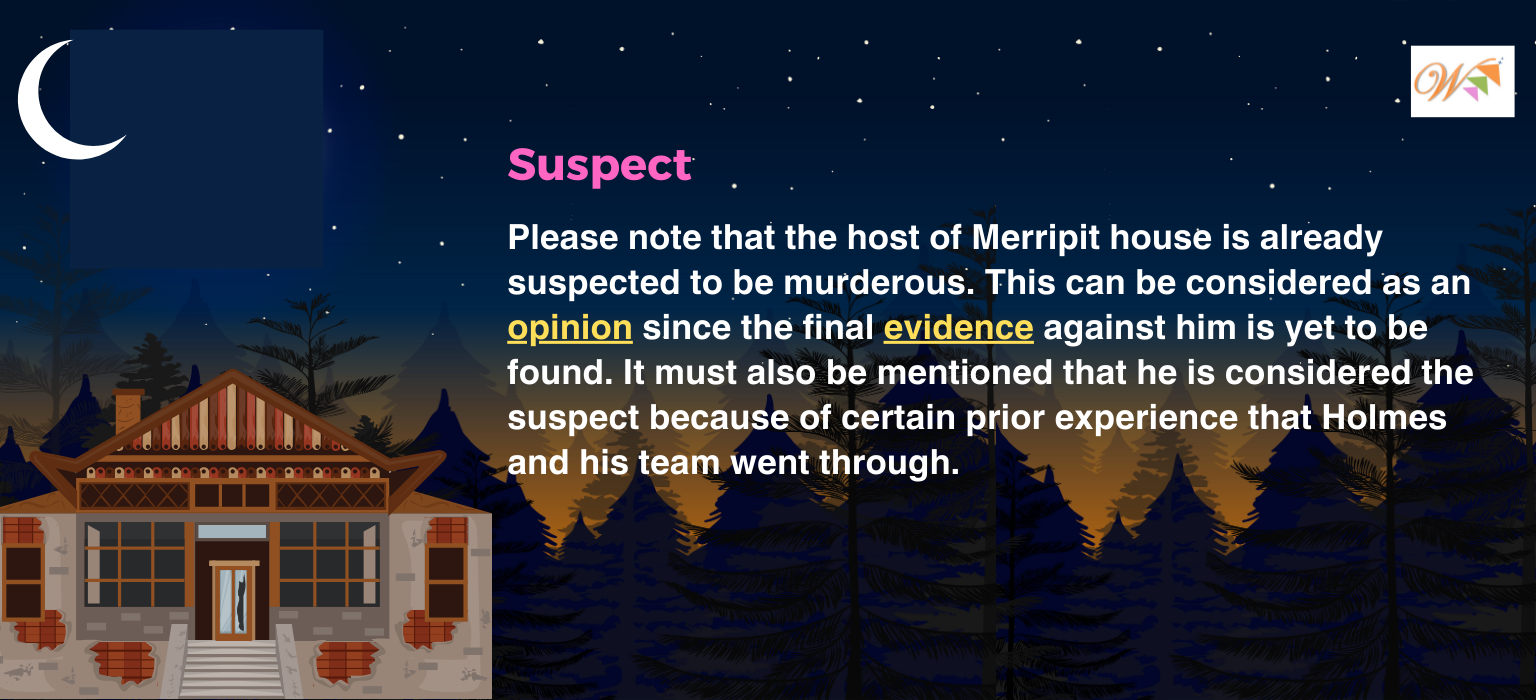 W
Suspect
Please note that the host of Merripit house is already
suspected to be murderous. This can be considered as an
opinion since the final evidence against him is yet to be
found. It must also be mentioned that he is considered the
suspect because of certain prior experience that Holmes
and his team went through.